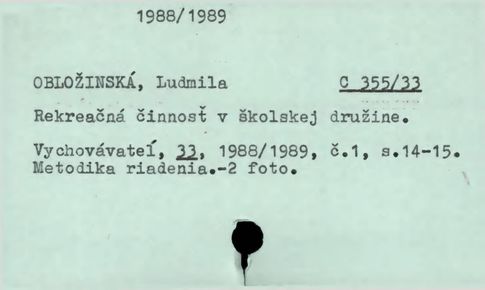 1988/1989
OBLOŽINSKÁ, Ludmila C 355/33
Rekreačná činnosť v školskej družine.
Vychovávateľ, 33, 1988/1989, č.1, s.14-15.
Metodika riadenia.-2 foto.